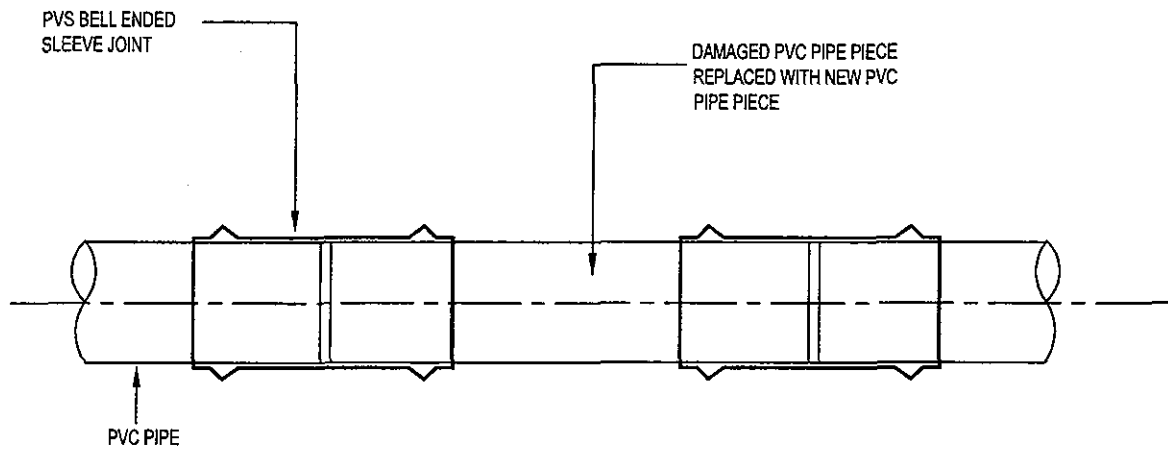 PVS BELL ENDED
SLEEVE JOINT
DAMAGED PVC PIPE PIECE
REPLACED WITH NEW PVC
PIPE PIECE
PVC PIPE